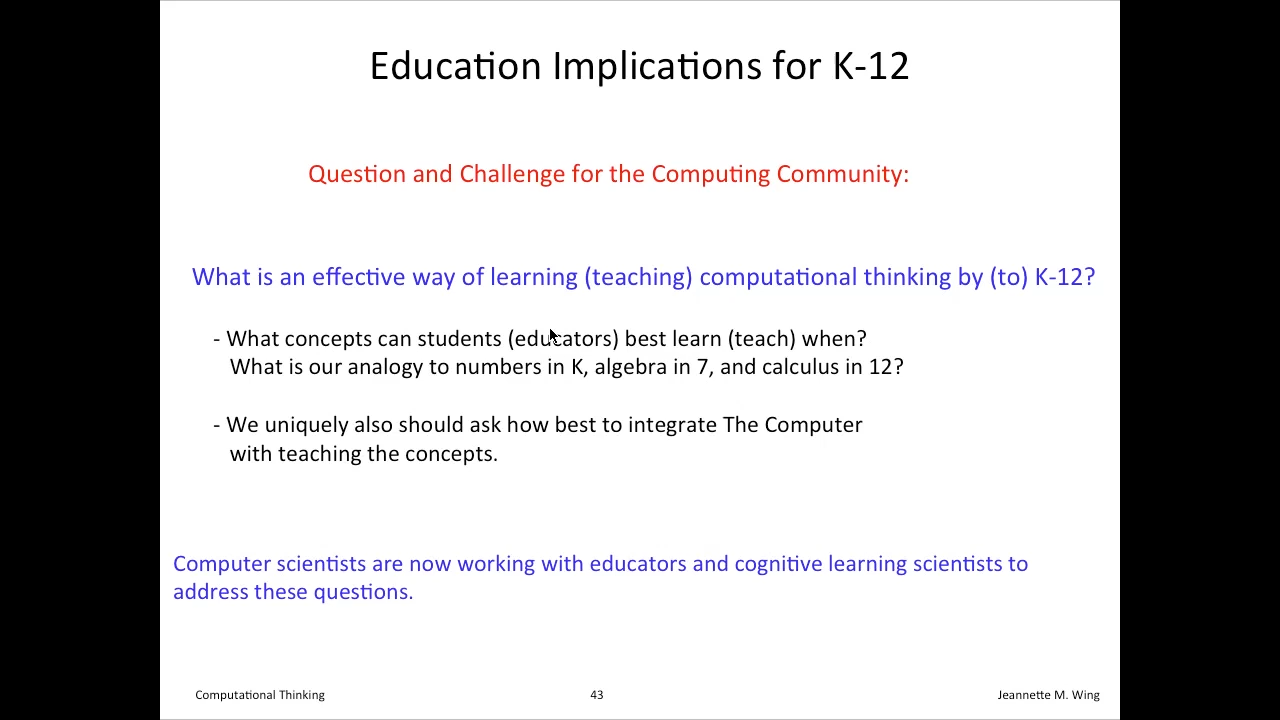 Education Implications for K-12
Question and Challenge for the Computing Community:
What is an effective way of learning (teaching) computational thinking by (to) K-12?
- What concepts can students (educators) best learn (teach) when?
What is our analogy to numbers in K, algebra in 7, and calculus in 12?
- We uniquely also should ask how best to integrate The Computer
with teaching the concepts.
Computer scientists are now working with educators and cognitive learning scientists to
address these questions.
Computational Thinking
43
Jeannette M. Wing